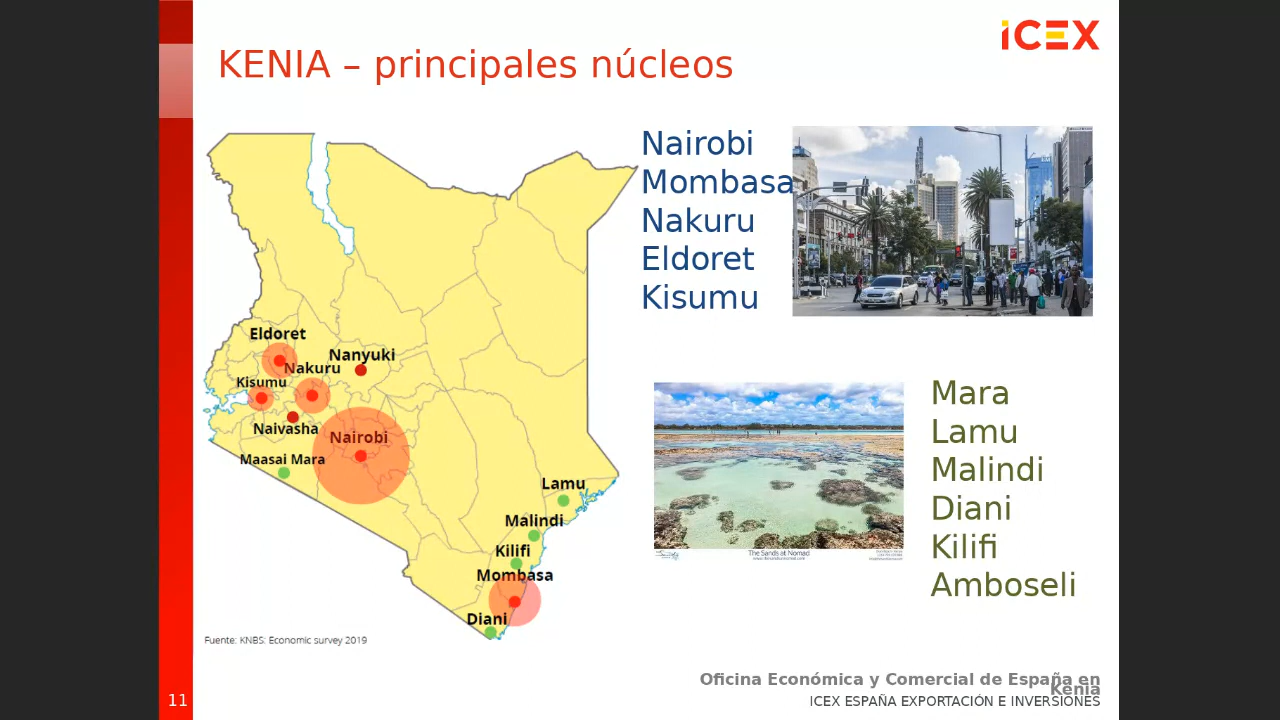 ICEX
KENIA – principales núcleos
Nairobi
Mombasa
Nakuru
Eldoret
Kisumu
Eldoret
Nanyuki
Nakuru
Kisumu
Naivasha
Nairobi
Maasai Mara
Lamu
Malindi
Kilifi
Mombasa
Diani
The Sands at Nomad
Mara
Lamu
Malindi
Diani
Kilifi
Amboseli
Fuente: KNBS: Economic survey 2019
Oficina Económica y Comercial de España en
Kenia
ICEX ESPAÑA EXPORTACIÓN E INVERSIONES
11